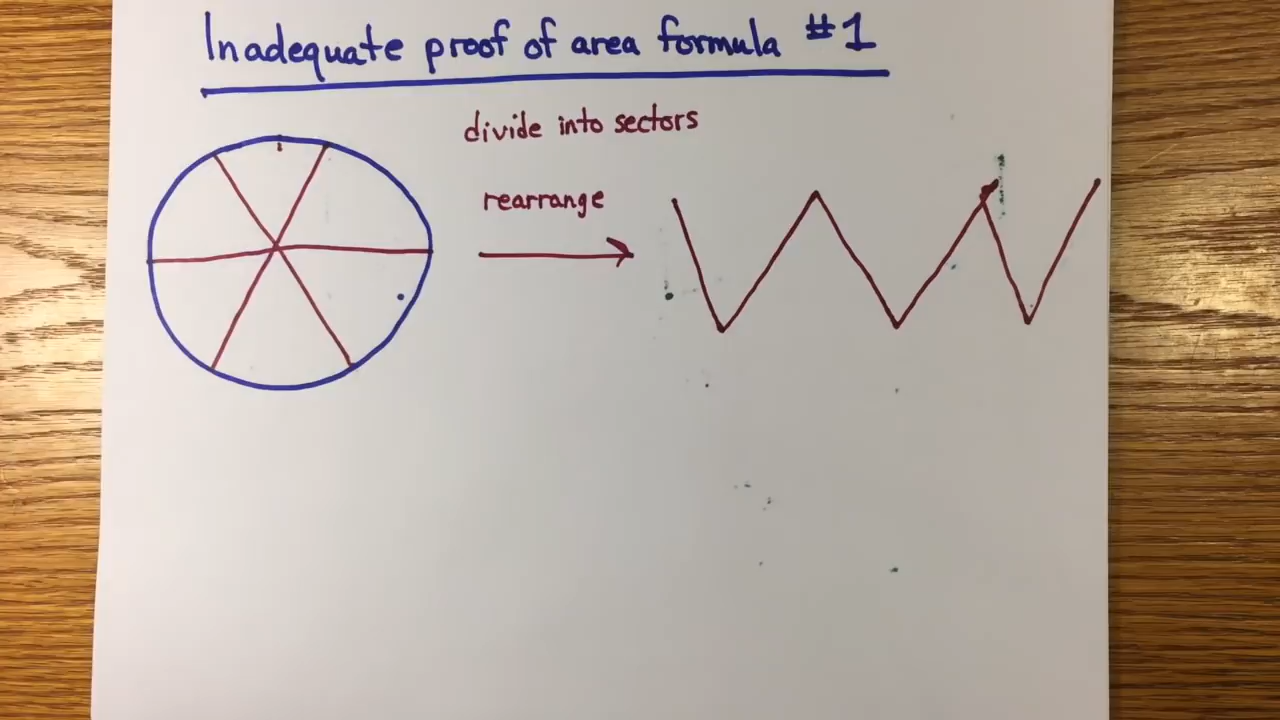 Inadequate proof of area formula #1
divide into sectors
rearrange